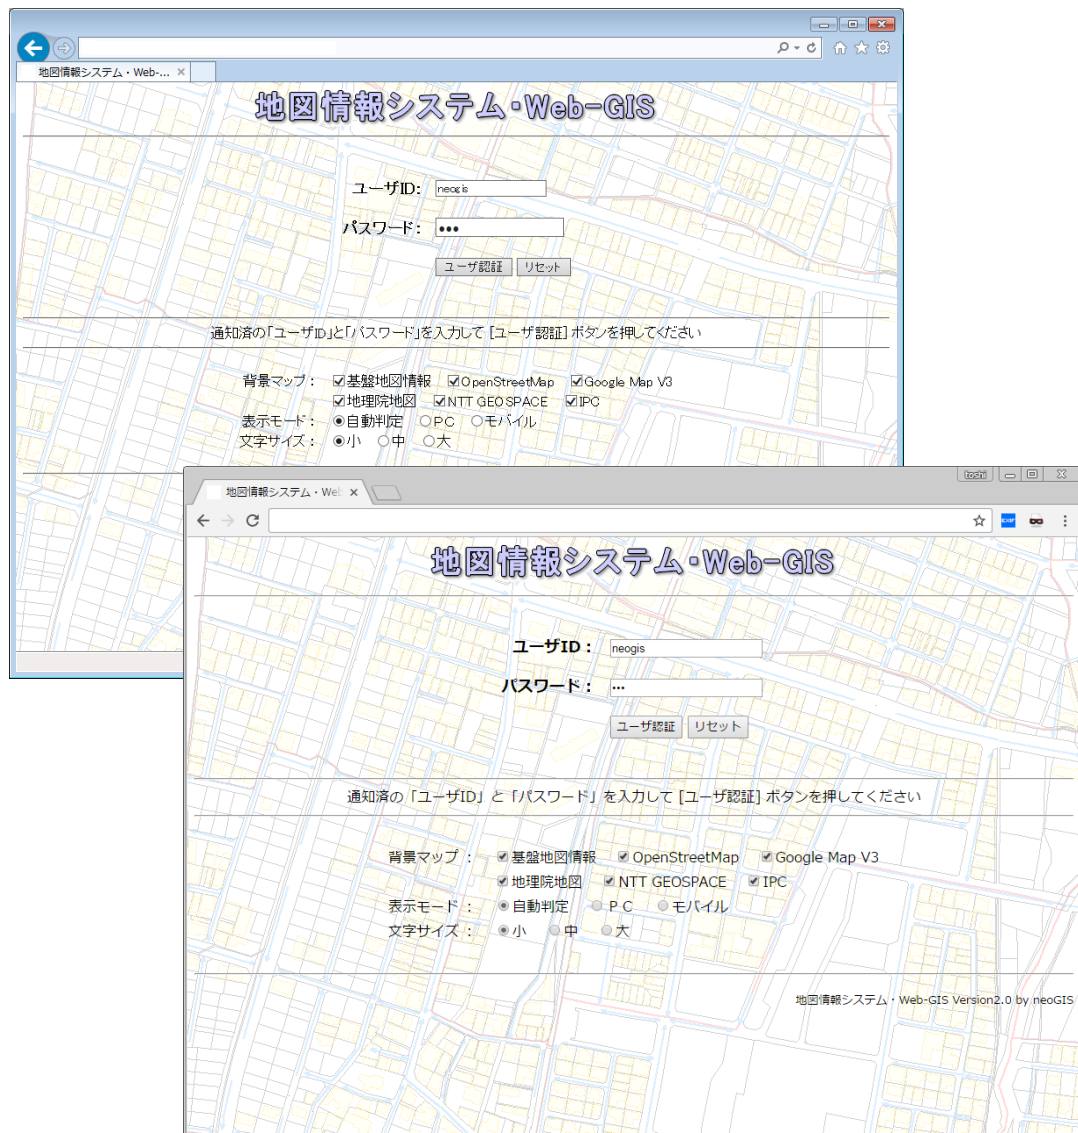 地図情報システム・Web-... ×
地図情報システム・Web-GIS
ユーザID: neogis
パスワード: •••
ユーザ認証 リセット
通知済の「ユーザID」と「パスワード」を入力して [ユーザ認証] ボタンを押してください
背景マップ： 基盤地図情報 OpenStreetMap Google Map V3
地理院地図 NTT GEOSPACE IPC
表示モード： 自動判定 PC モバイル
文字サイズ： 小 中 大
toshi
地図情報システム・Web ×
地図情報システム・Web-GIS
ユーザID： neogis
パスワード： •••
ユーザ認証 リセット
通知済の「ユーザID」と「パスワード」を入力して [ユーザ認証] ボタンを押してください
背景マップ ： 基盤地図情報 OpenStreetMap Google Map V3
地理院地図 NTT GEOSPACE IPC
表示モード ： 自動判定 ＰＣ モバイル
文字サイズ ： 小 中 大
地図情報システム・Web-GIS Version2.0 by neoGIS